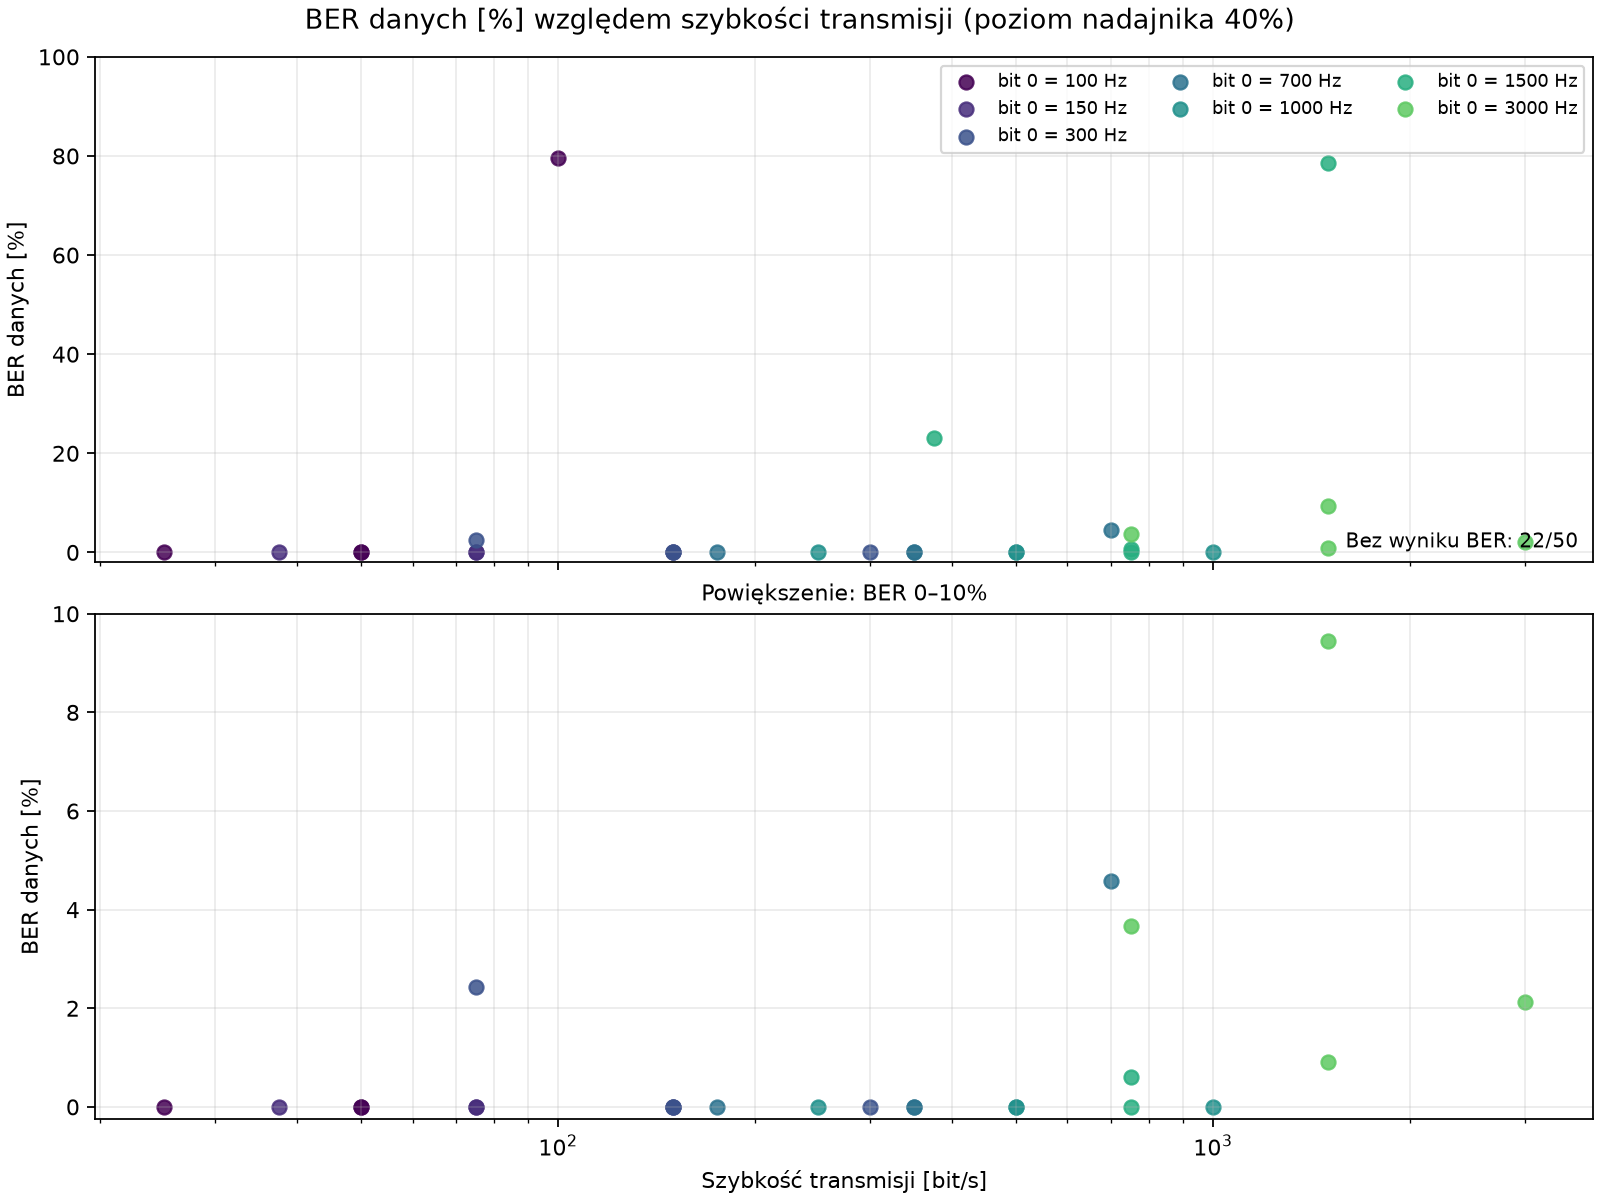 BER danych [%] względem szybkości transmisji (poziom nadajnika 40%)
100
80
60
40
20
0
BER danych [%]
bit 0 = 100 Hz
bit 0 = 150 Hz
bit 0 = 300 Hz
bit 0 = 700 Hz
bit 0 = 1000 Hz
bit 0 = 1500 Hz
bit 0 = 3000 Hz
Bez wyniku BER: 22/50
Powiększenie: BER 0–10%
10
8
6
4
2
0
BER danych [%]
10²
10³
Szybkość transmisji [bit/s]